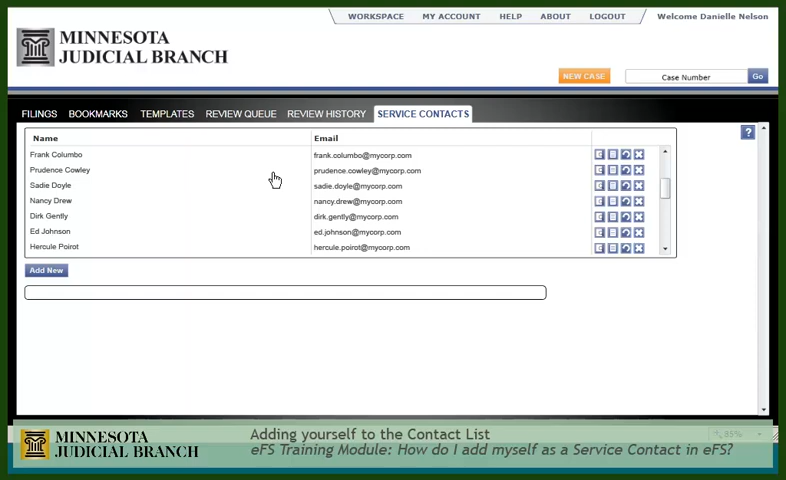 WORKSPACE MY ACCOUNT HELP ABOUT LOGOUT Welcome Danielle Nelson
MINNESOTA
JUDICIAL BRANCH
NEW CASE Case Number Go
FILINGS BOOKMARKS TEMPLATES REVIEW QUEUE REVIEW HISTORY SERVICE CONTACTS
?
Name Email
Frank Columbo frank.columbo@mycorp.com
Prudence Cowley prudence.cowley@mycorp.com
Sadie Doyle sadie.doyle@mycorp.com
Nancy Drew nancy.drew@mycorp.com
Dirk Gently dirk.gently@mycorp.com
Ed Johnson ed.johnson@mycorp.com
Hercule Poirot hercule.poirot@mycorp.com
Add New
MINNESOTA
JUDICIAL BRANCH
Adding yourself to the Contact List
eFS Training Module: How do I add myself as a Service Contact in eFS?
85%